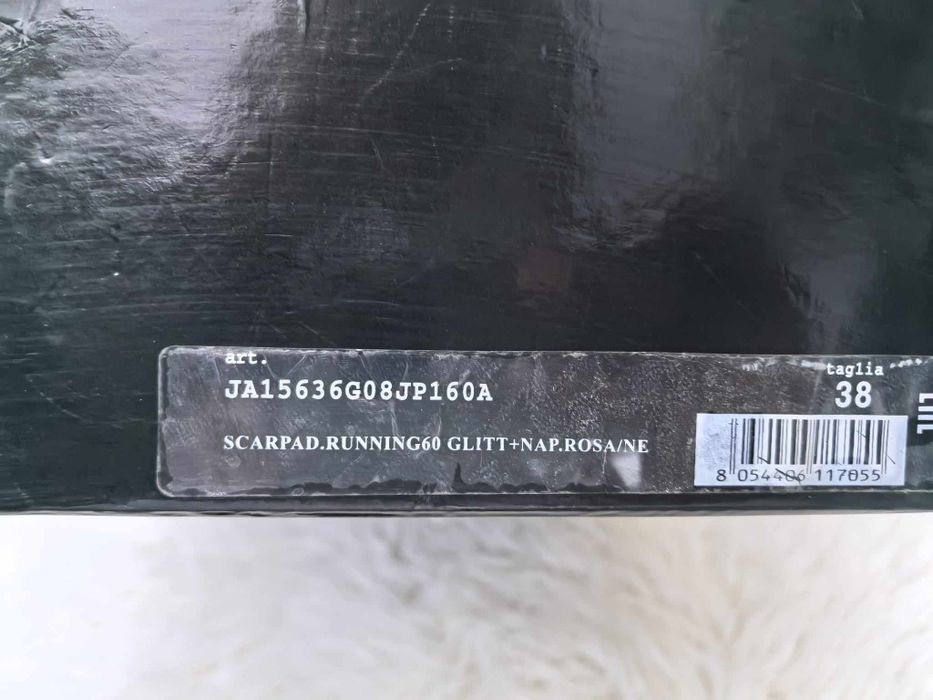 art.
JA15636G08JP160A
SCARPAD.RUNNING60 GLITT+NAP.ROSA/NE
taglia
38
8 054406 117055